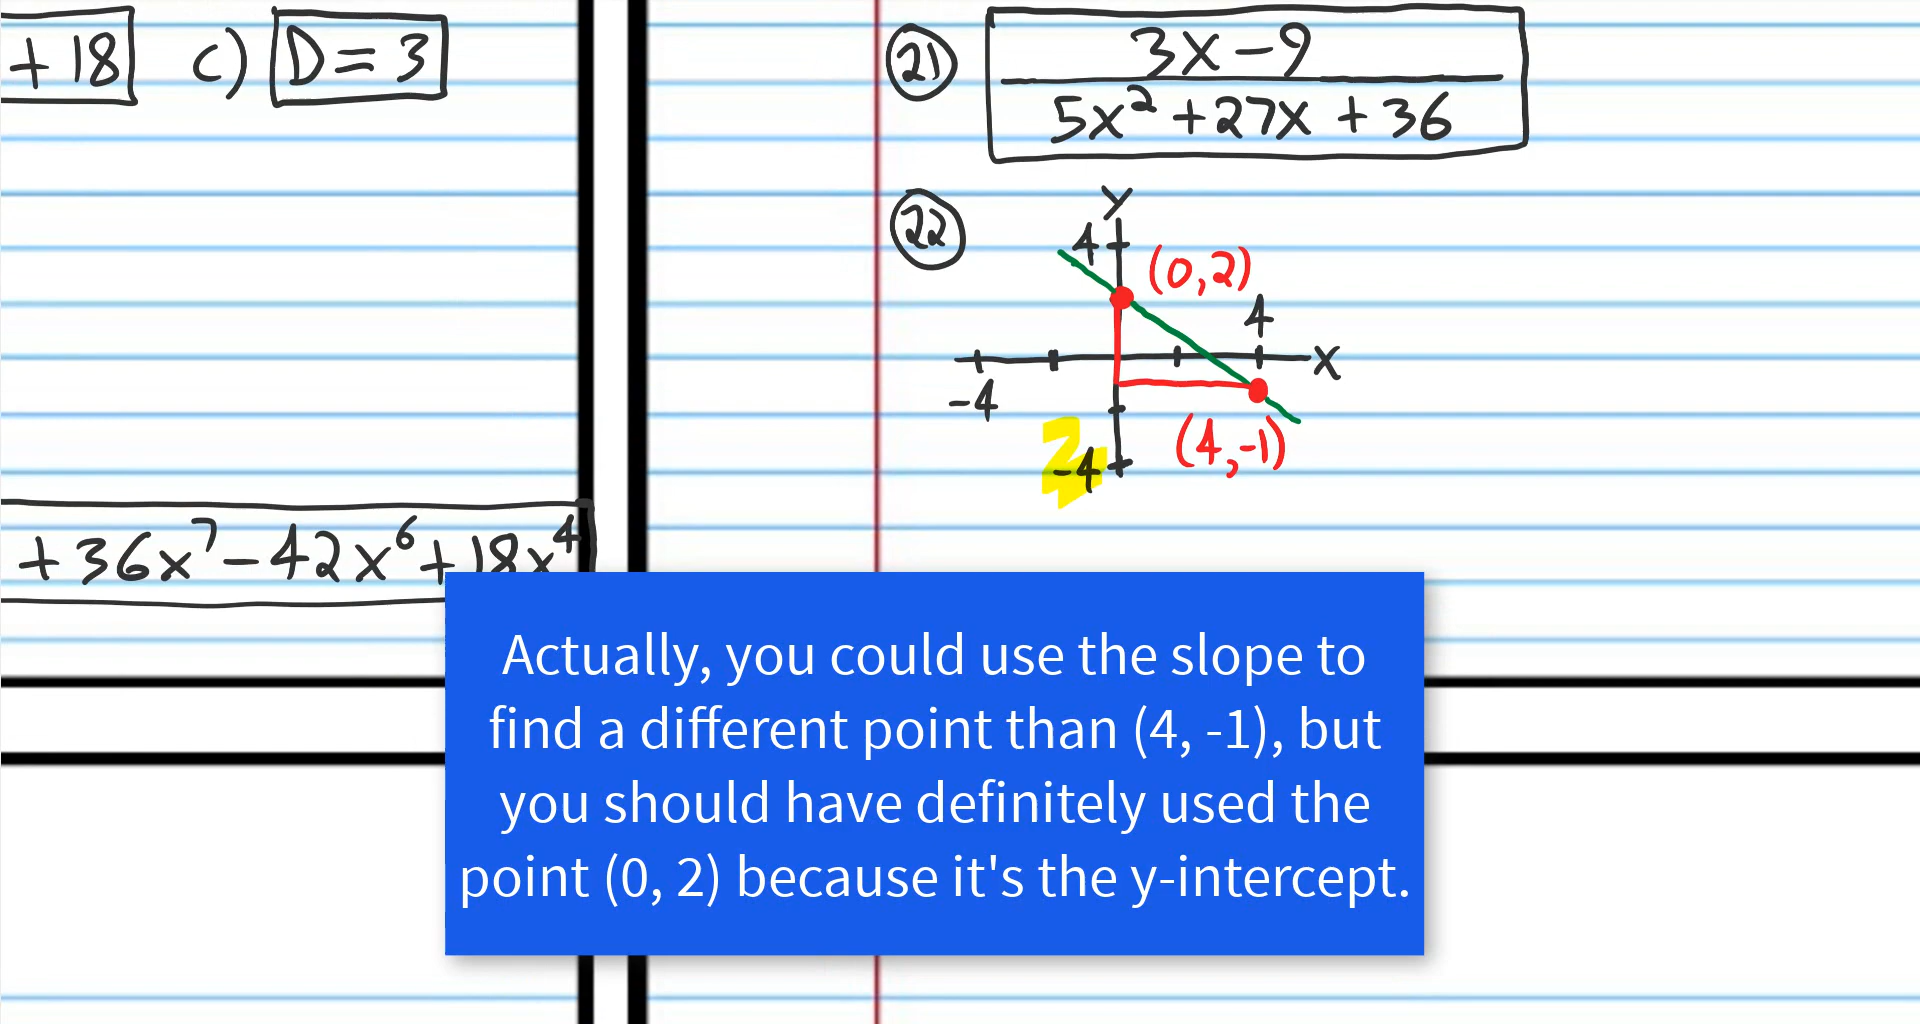 + 18 c) D = 3
+ 36x⁷ - 42x⁶ + 18x⁴
21
3x - 9
5x² + 27x + 36
22
y
4
(0, 2)
4
x
-4
-4
(4, -1)
Actually, you could use the slope to
find a different point than (4, -1), but
you should have definitely used the
point (0, 2) because it's the y-intercept.